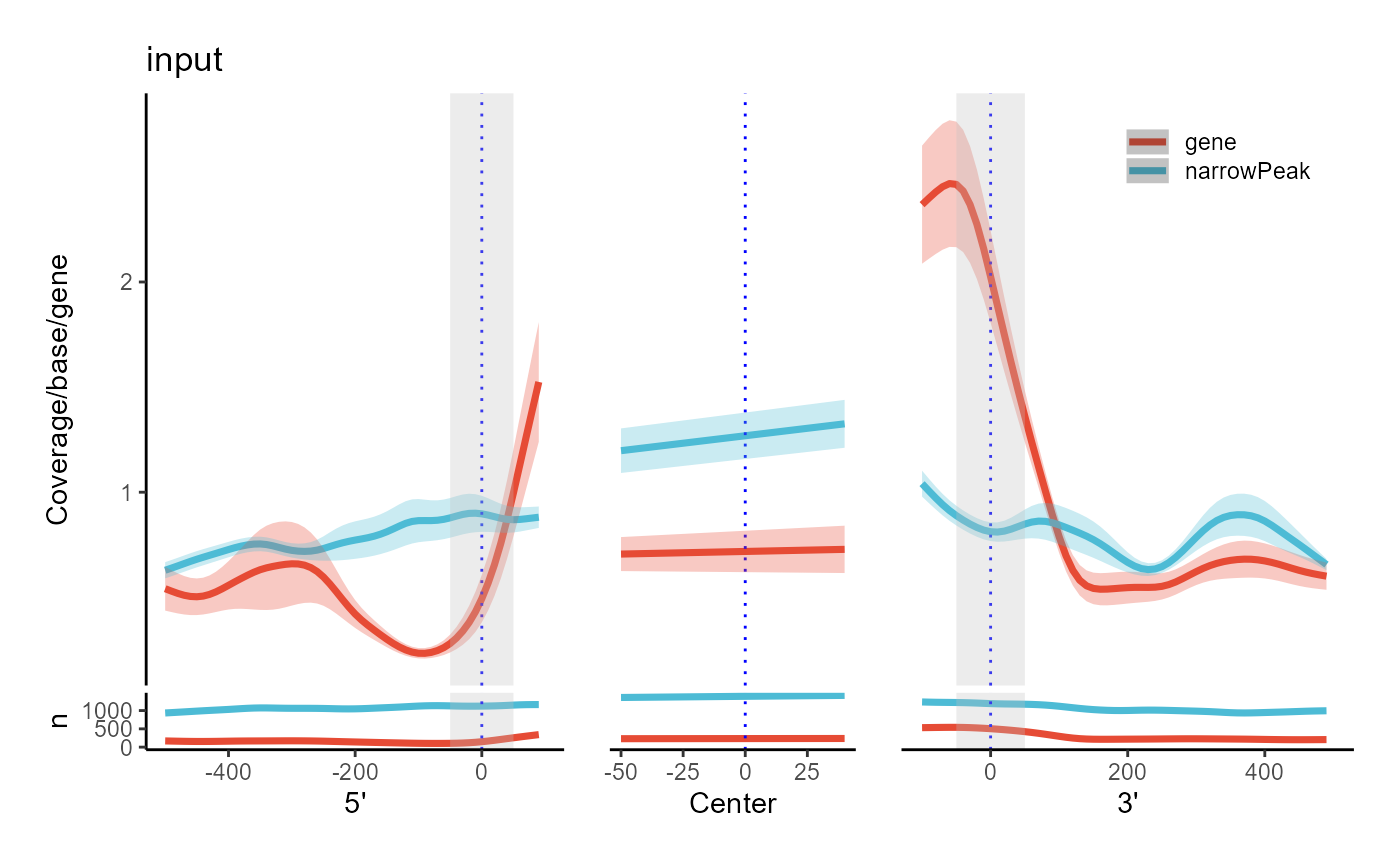 input
Coverage/base/gene
2
1
gene
narrowPeak
n
1000
500
0
-400 -200 0
-50 -25 0 25
0 200 400
5' Center 3'